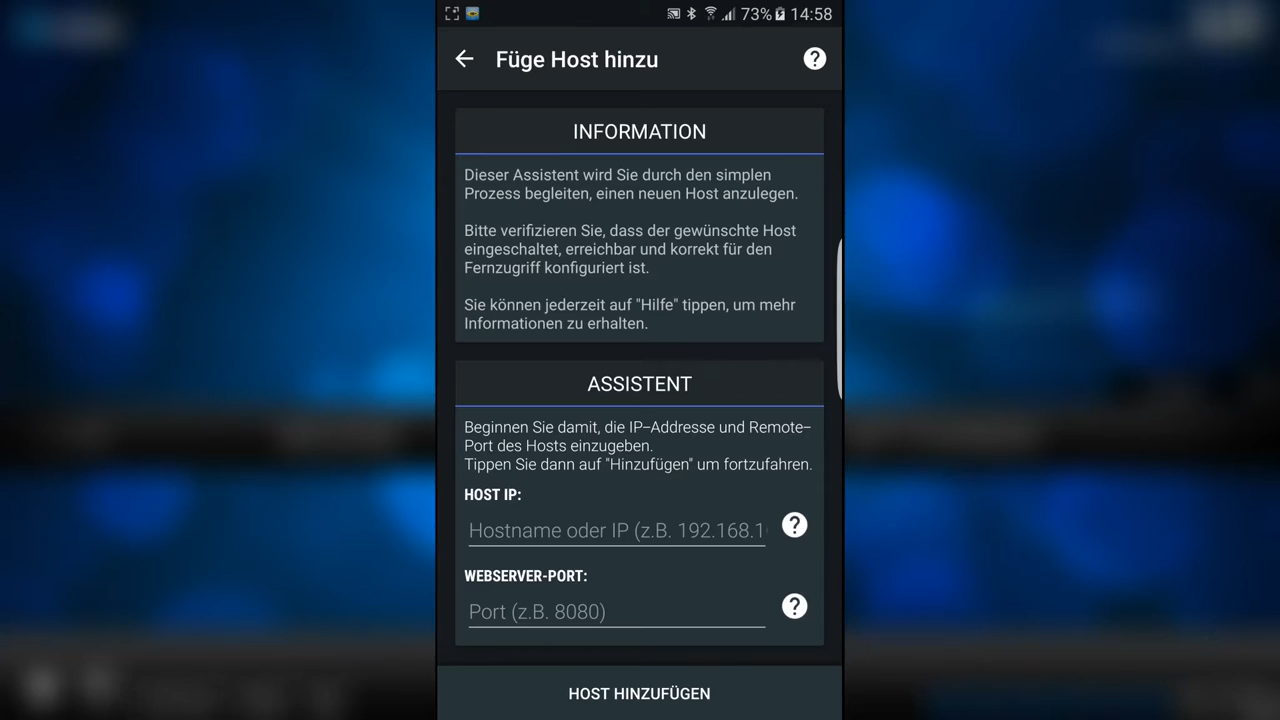 73% 14:58
Füge Host hinzu
INFORMATION
Dieser Assistent wird Sie durch den simplen
Prozess begleiten, einen neuen Host anzulegen.
Bitte verifizieren Sie, dass der gewünschte Host
eingeschaltet, erreichbar und korrekt für den
Fernzugriff konfiguriert ist.
Sie können jederzeit auf "Hilfe" tippen, um mehr
Informationen zu erhalten.
ASSISTENT
Beginnen Sie damit, die IP-Addresse und Remote-
Port des Hosts einzugeben.
Tippen Sie dann auf "Hinzufügen" um fortzufahren.
HOST IP:
Hostname oder IP (z.B. 192.168.1
WEBSERVER-PORT:
Port (z.B. 8080)
HOST HINZUFÜGEN